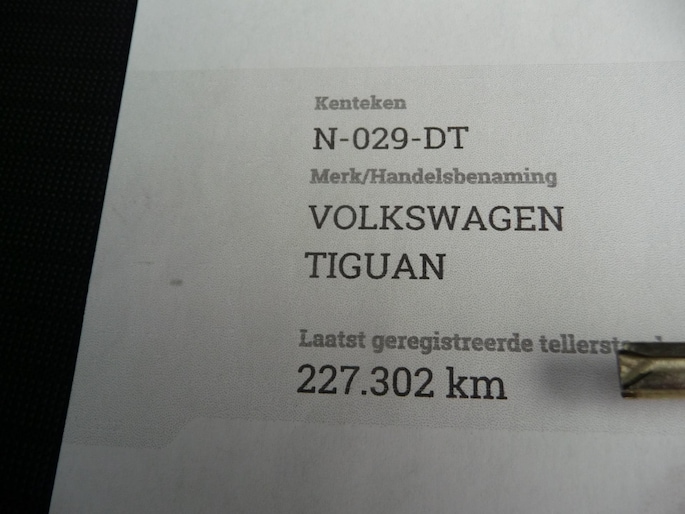 Kenteken
N-029-DT
Merk/Handelsbenaming
VOLKSWAGEN
TIGUAN
Laatst geregistreerde
227.302 km